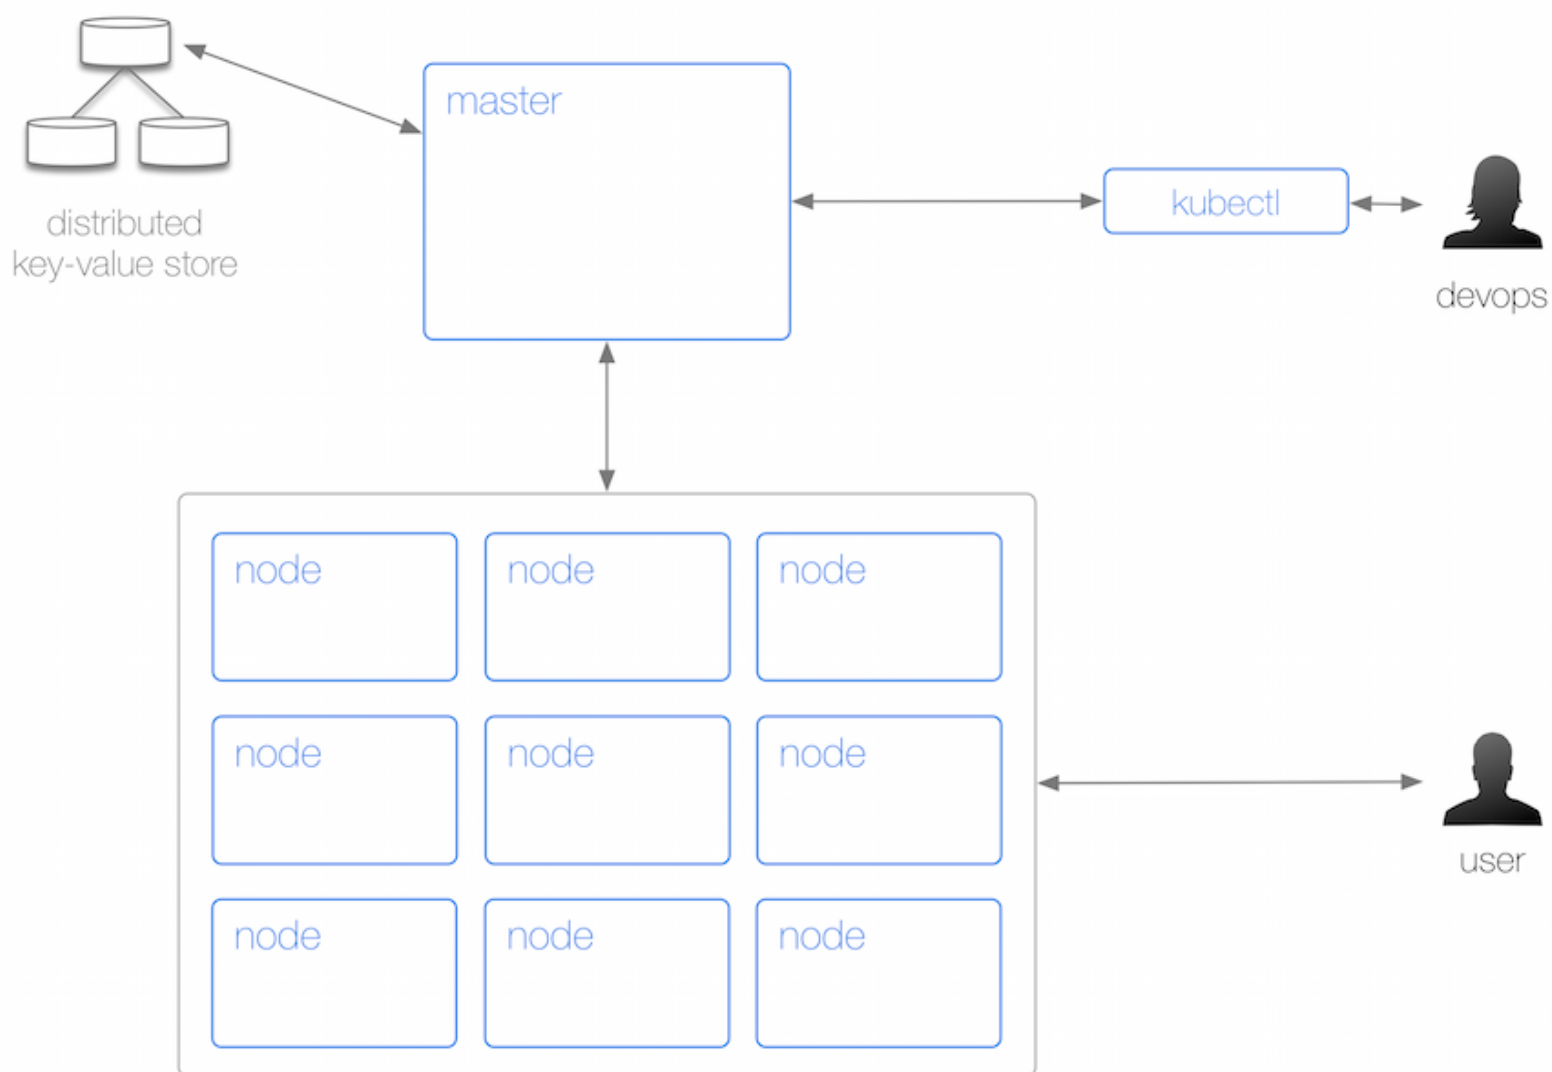 master
kubectl
distributed
key-value store
devops
node
node
node
node
node
node
user
node
node
node